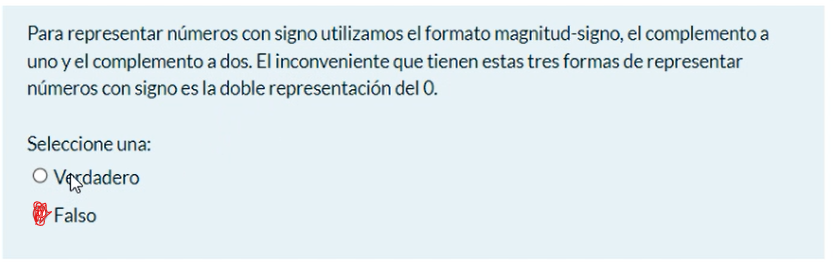 Para representar números con signo utilizamos el formato magnitud-signo, el complemento a
uno y el complemento a dos. El inconveniente que tienen estas tres formas de representar
números con signo es la doble representación del 0.
Seleccione una:
Verdadero
Falso